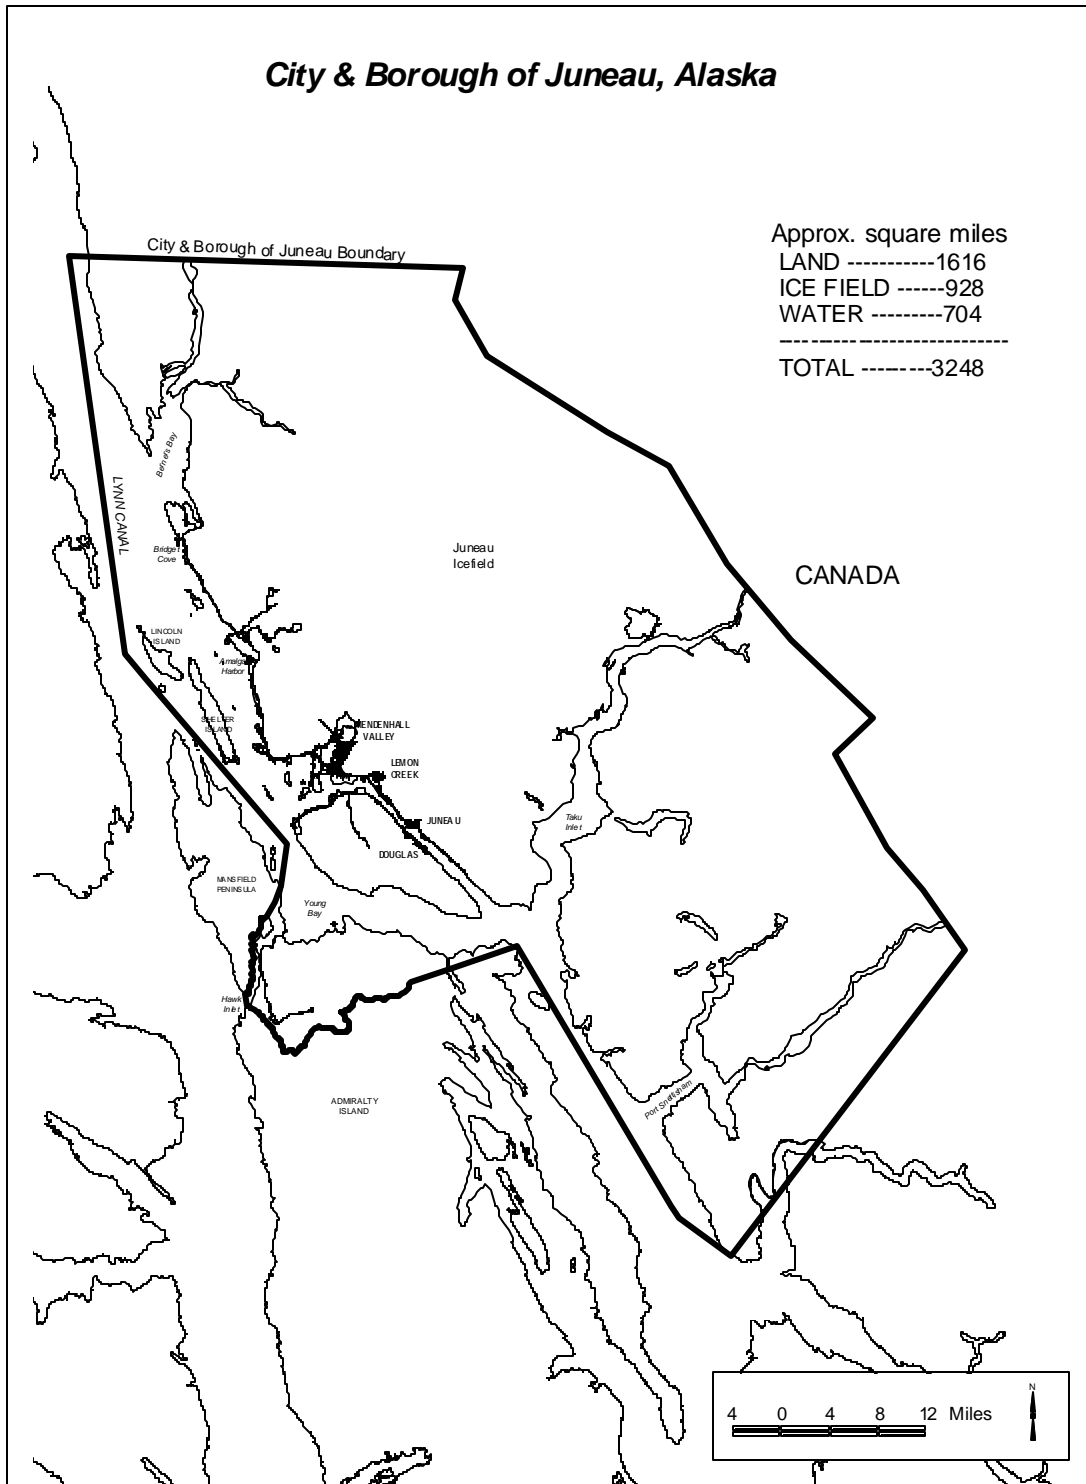 City & Borough of Juneau, Alaska
Approx. square miles
LAND -----------1616
ICE FIELD ------928
WATER ---------704
------------------------------
TOTAL ---------3248
City & Borough of Juneau Boundary
Berners Bay
LYNN CANAL
Bridget
Cove
Juneau
Icefield
CANADA
LINCOLN
ISLAND
Amalga
Harbor
SHELTER
ISLAND
MENDENHALL
VALLEY
LEMON
CREEK
JUNEAU
DOUGLAS
Taku
Inlet
MANSFIELD
PENINSULA
Young
Bay
Hawk
Inlet
ADMIRALTY
ISLAND
Port Snettisham
N
4 0 4 8 12 Miles